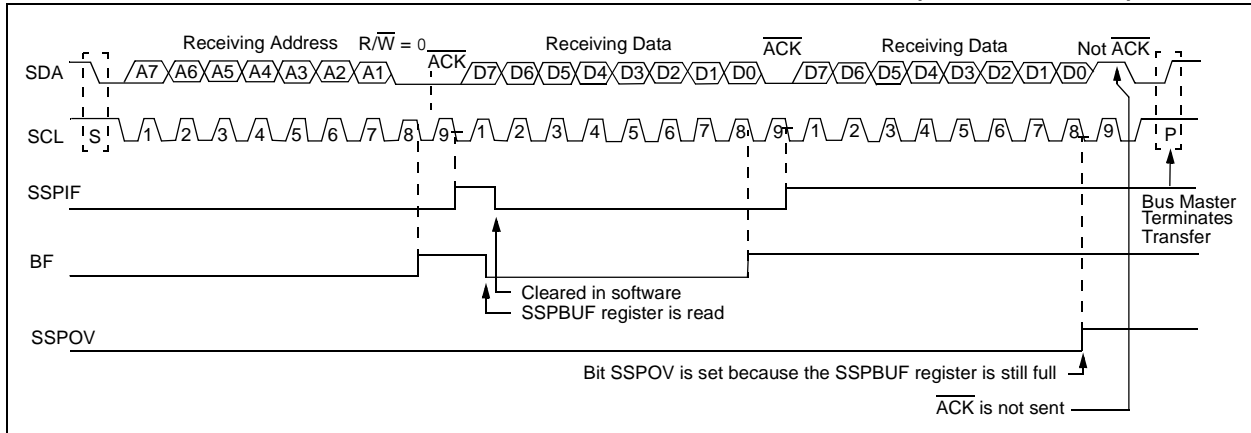 Receiving Address R/W̅ = 0 A̅C̅K̅ Receiving Data A̅C̅K̅ Receiving Data Not A̅C̅K̅
SDA A7 A6 A5 A4 A3 A2 A1 D7 D6 D5 D4 D3 D2 D1 D0 D7 D6 D5 D4 D3 D2 D1 D0
SCL S 1 2 3 4 5 6 7 8 9 1 2 3 4 5 6 7 8 9 1 2 3 4 5 6 7 8 9 P
SSPIF
Bus Master
Terminates
Transfer
BF
Cleared in software
SSPBUF register is read
SSPOV
Bit SSPOV is set because the SSPBUF register is still full
A̅C̅K̅ is not sent